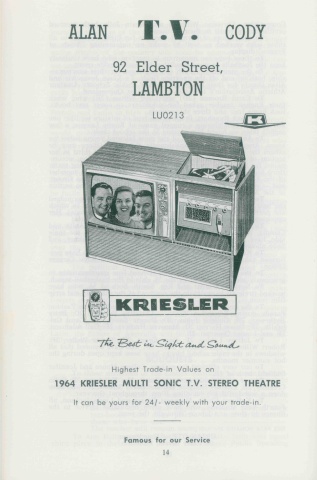 ALAN T.V. CODY
92 Elder Street,
LAMBTON
LU0213
K
KRIESLER
The Best in Sight and Sound
Highest Trade-in Values on
1964 KRIESLER MULTI SONIC T.V. STEREO THEATRE
It can be yours for 24/- weekly with your trade-in.
Famous for our Service
14